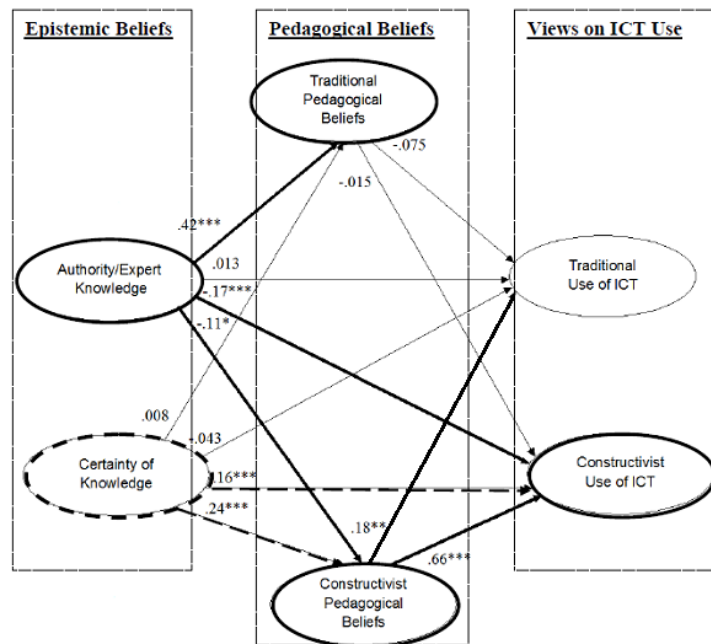 Epistemic Beliefs
Pedagogical Beliefs
Views on ICT Use
Traditional
Pedagogical
Beliefs
-.075
-.015
.42***
.013
Authority/Expert
Knowledge
-.17***
-.11*
Traditional
Use of ICT
.008
-.043
Certainty of
Knowledge
.16***
.24***
Constructivist
Use of ICT
.18**
.66***
Constructivist
Pedagogical
Beliefs